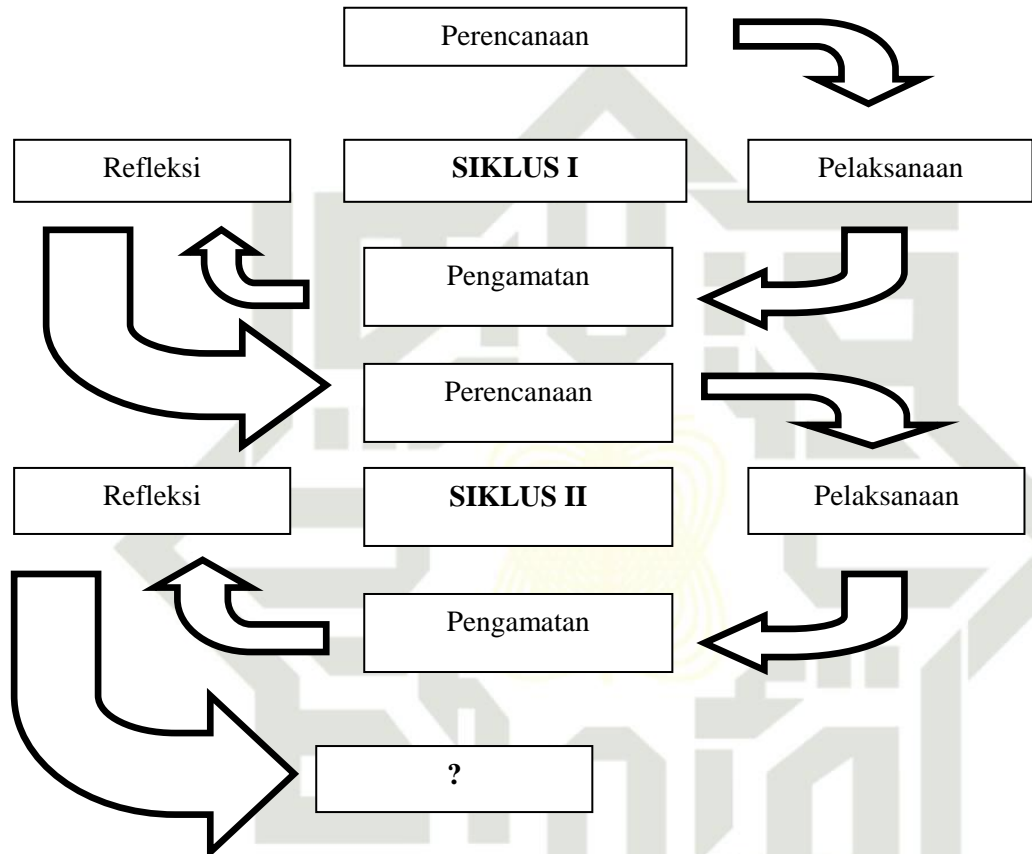 Perencanaan
Refleksi
SIKLUS I
Pelaksanaan
Pengamatan
Perencanaan
Refleksi
SIKLUS II
Pelaksanaan
Pengamatan
?